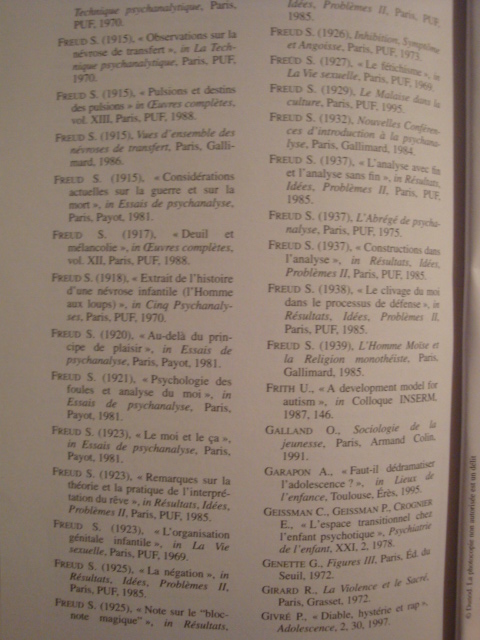 Technique psychanalytique, Paris,
PUF, 1970.
FREUD S. (1915), « Observations sur la
névrose de transfert », in La Tech-
nique psychanalytique, Paris, PUF,
1970.
FREUD S. (1915), « Pulsions et destins
des pulsions » in Œuvres complètes,
vol. XIII, Paris, PUF, 1988.
FREUD S. (1915), Vues d'ensemble des
névroses de transfert, Paris, Galli-
mard, 1986.
FREUD S. (1915), « Considérations
actuelles sur la guerre et sur la
mort », in Essais de psychanalyse,
Paris, Payot, 1981.
FREUD S. (1917), « Deuil et
mélancolie », in Œuvres complètes,
vol. XII, Paris, PUF, 1988.
FREUD S. (1918), « Extrait de l'histoire
d'une névrose infantile (l'Homme
aux loups) », in Cinq Psychanaly-
ses, Paris, PUF, 1970.
FREUD S. (1920), « Au-delà du prin-
cipe de plaisir », in Essais de
psychanalyse, Paris, Payot, 1981.
FREUD S. (1921), « Psychologie des
foules et analyse du moi », in
Essais de psychanalyse, Paris,
Payot, 1981.
FREUD S. (1923), « Le moi et le ça »,
in Essais de psychanalyse, Paris,
Payot, 1981.
FREUD S. (1923), « Remarques sur la
théorie et la pratique de l'interpré-
tation du rêve », in Résultats, Idées,
Problèmes II, Paris, PUF, 1985.
FREUD S. (1923), « L'organisation
génitale infantile », in La Vie
sexuelle, Paris, PUF, 1969.
FREUD S. (1925), « La négation », in
Résultats, Idées, Problèmes II,
Paris, PUF, 1985.
FREUD S. (1925), « Note sur le "bloc-
note magique" », in Résultats,
Idées, Problèmes II, Paris, PUF,
1985.
FREUD S. (1926), Inhibition, Symptôme
et Angoisse, Paris, PUF, 1973.
FREUD S. (1927), « Le fétichisme », in
La Vie sexuelle, Paris, PUF, 1969.
FREUD S. (1929), Le Malaise dans la
culture, Paris, PUF, 1995.
FREUD S. (1932), Nouvelles Conféren-
ces d'introduction à la psychana-
lyse, Paris, Gallimard, 1984.
FREUD S. (1937), « L'analyse avec fin
et l'analyse sans fin », in Résultats,
Idées, Problèmes II, Paris, PUF,
1985.
FREUD S. (1937), L'Abrégé de psycha-
nalyse, Paris, PUF, 1975.
FREUD S. (1937), « Constructions dans
l'analyse », in Résultats, Idées,
Problèmes II, Paris, PUF, 1985.
FREUD S. (1938), « Le clivage du moi
dans le processus de défense », in
Résultats, Idées, Problèmes II,
Paris, PUF, 1985.
FREUD S. (1939), L'Homme Moïse et
la Religion monothéiste, Paris,
Gallimard, 1985.
FRITH U., « A development model for
autism », in Colloque INSERM,
1987, 146.
GALLAND O., Sociologie de la
jeunesse, Paris, Armand Colin,
1991.
GARAPON A., « Faut-il dédramatiser
l'adolescence ? », in Lieux de
l'enfance, Toulouse, Érès, 1995.
GEISSMAN C., GEISSMAN P., CROGNIER
E., « L'espace transitionnel chez
l'enfant psychotique », Psychiatrie
de l'enfant, XXI, 2, 1978.
GENETTE G., Figures III, Paris, Éd. du
Seuil, 1972.
GIRARD R., La Violence et le Sacré,
Paris, Grasset, 1972.
GIVRE P., « Diable, hystérie et rap »,
Adolescence, 2, 30, 1997.
© Dunod. La photocopie non autorisée est un délit